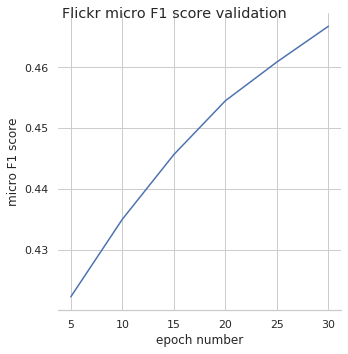 Flickr micro F1 score validation
micro F1 score
0.46
0.45
0.44
0.43
5 10 15 20 25 30
epoch number